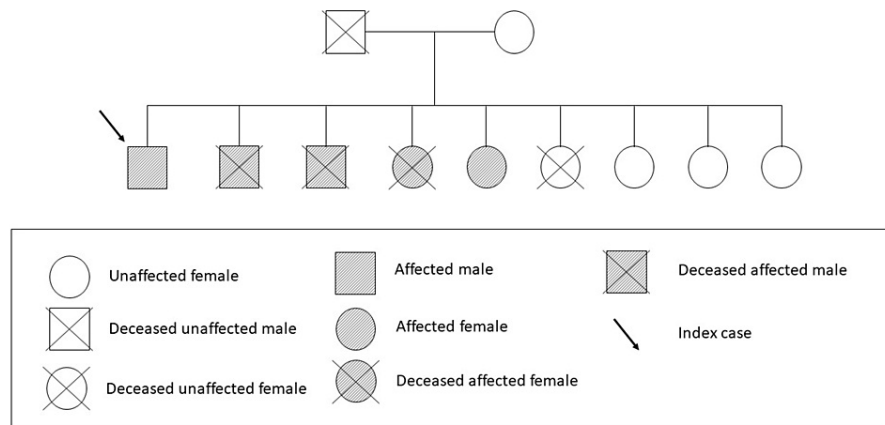 Unaffected female
Affected male
Deceased affected male
Deceased unaffected male
Affected female
Index case
Deceased unaffected female
Deceased affected female